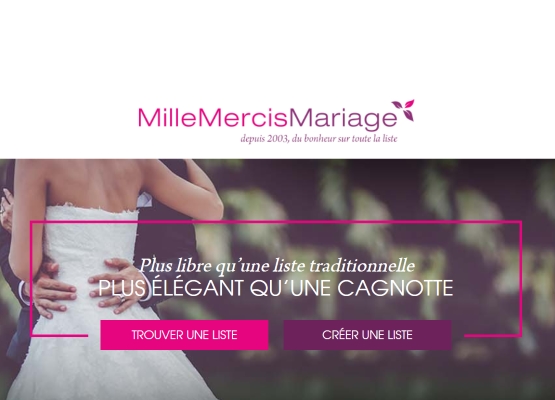 MilleMercisMariage
depuis 2003, du bonheur sur toute la liste
Plus libre qu'une liste traditionnelle
PLUS ÉLÉGANT QU'UNE CAGNOTTE
TROUVER UNE LISTE
CRÉER UNE LISTE